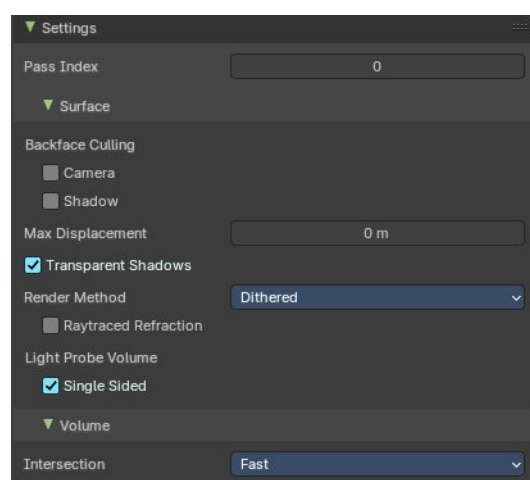 Settings
Pass Index 0
Surface
Backface Culling
Camera
Shadow
Max Displacement 0 m
Transparent Shadows
Render Method Dithered
Raytraced Refraction
Light Probe Volume
Single Sided
Volume
Intersection Fast